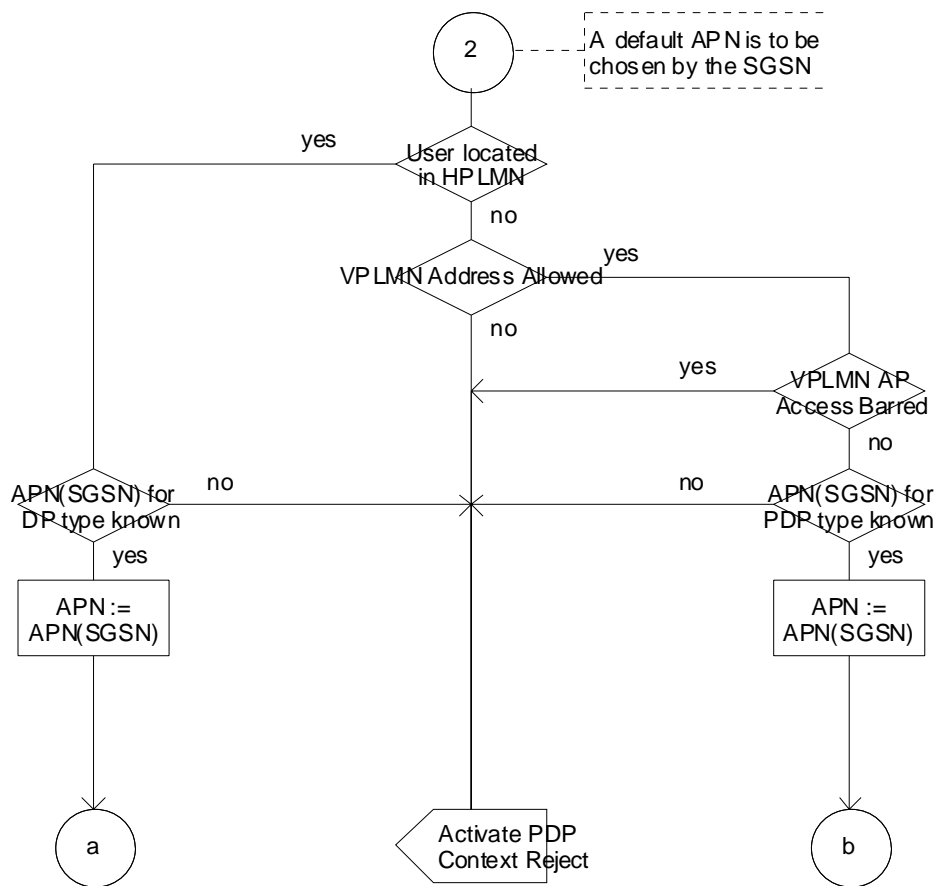 2
A default APN is to be
chosen by the SGSN
yes
User located
in HPLMN
no
VPLMN Address Allowed
yes
no
yes
VPLMN AP
Access Barred
no
APN(SGSN) for
DP type known
no
no
APN(SGSN) for
PDP type known
yes
yes
APN :=
APN(SGSN)
APN :=
APN(SGSN)
a
Activate PDP
Context Reject
b